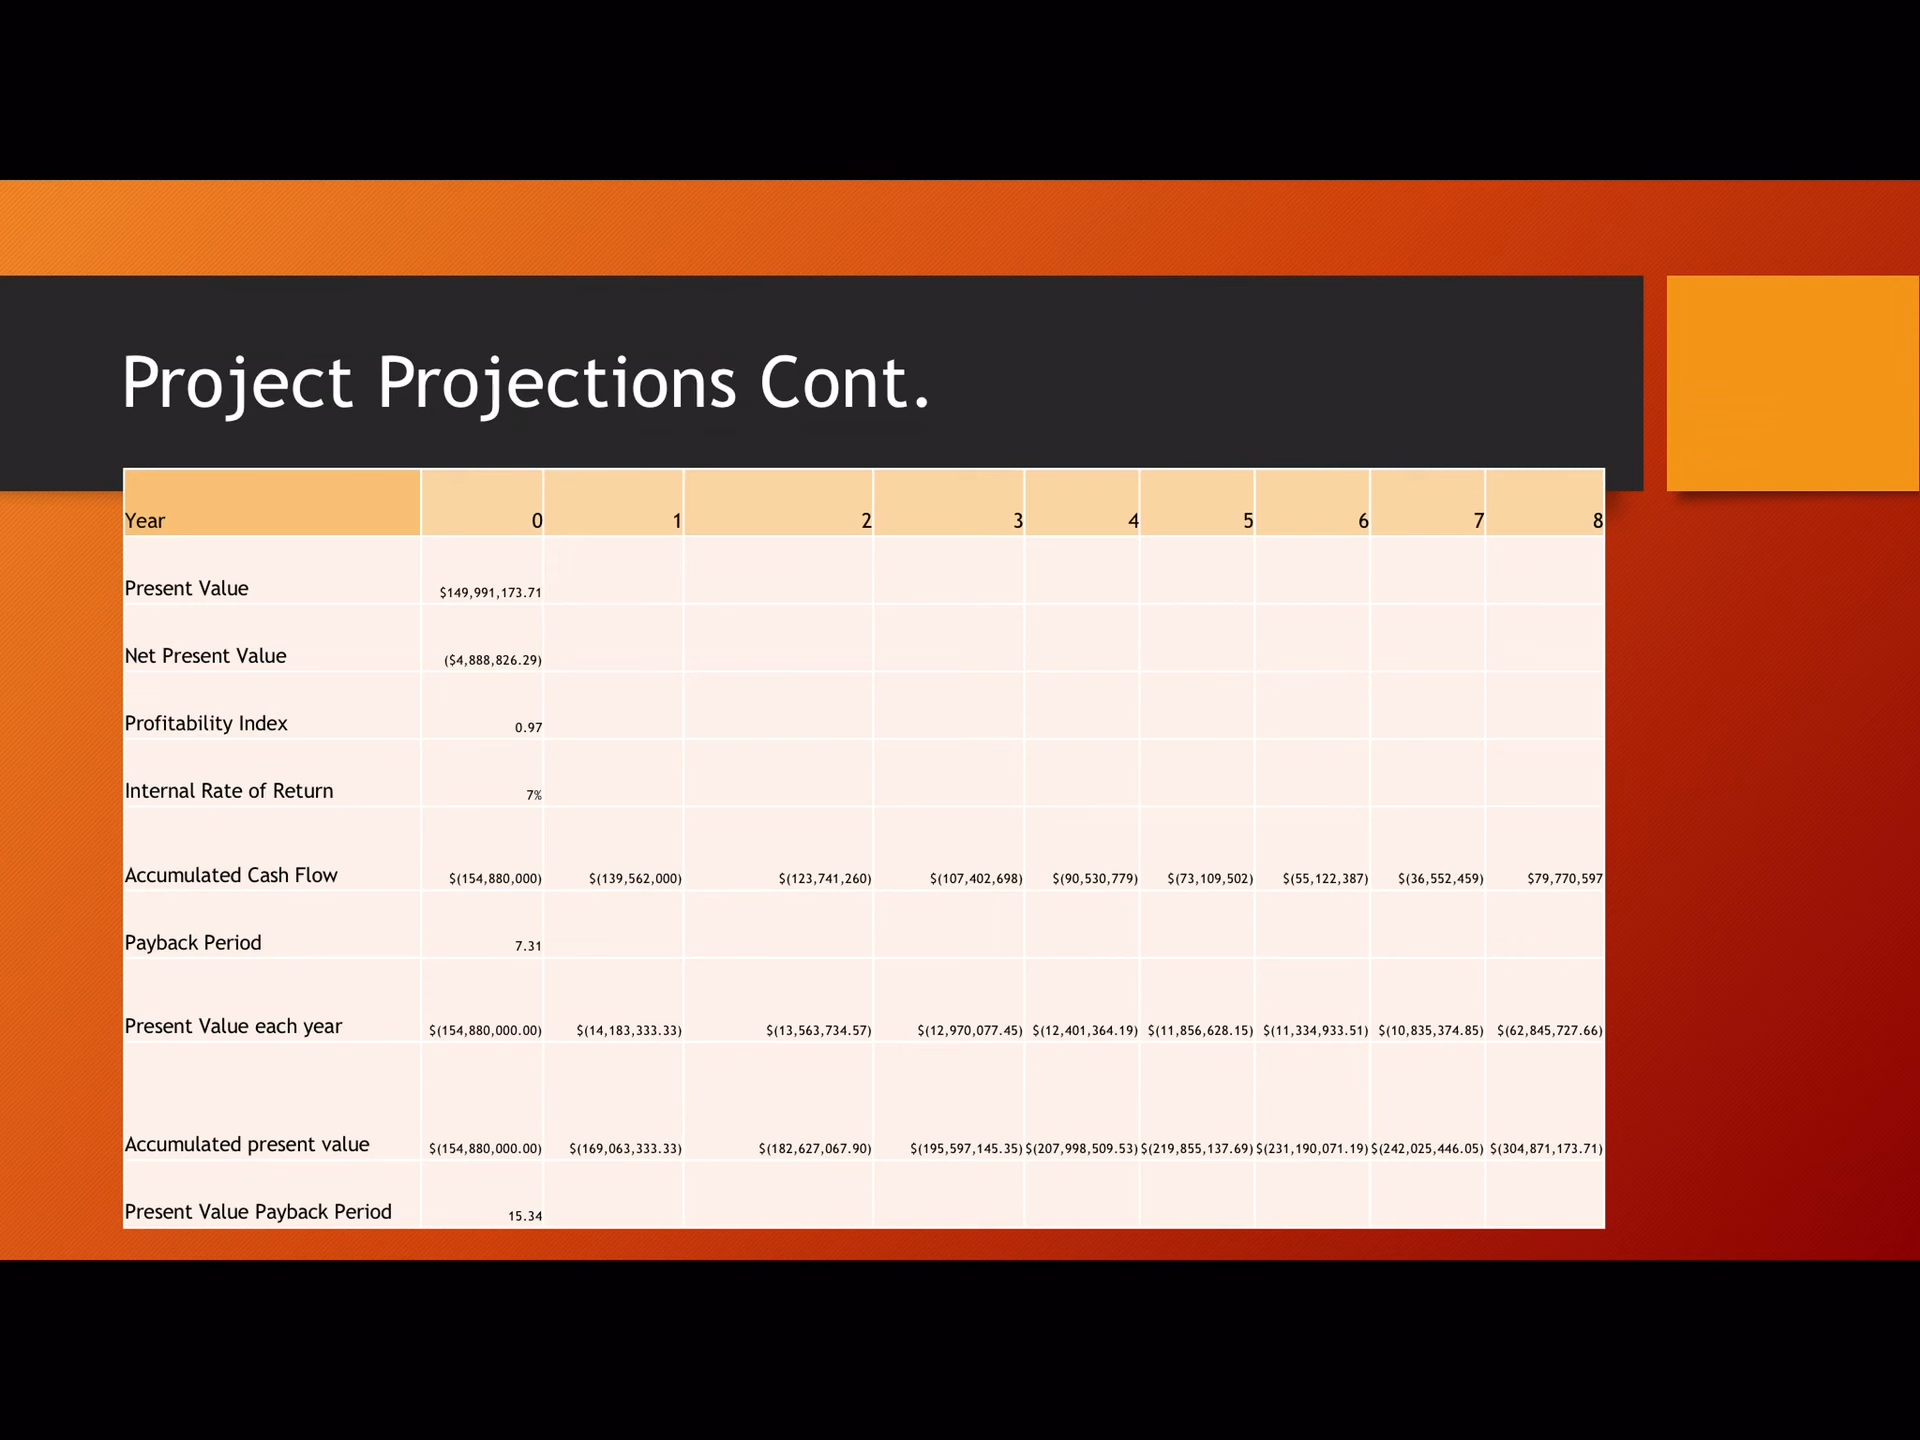 Project Projections Cont.
Year 0 1 2 3 4 5 6 7 8
Present Value $149,991,173.71
Net Present Value ($4,888,826.29)
Profitability Index 0.97
Internal Rate of Return 7%
Accumulated Cash Flow $(154,880,000) $(139,562,000) $(123,741,260) $(107,402,698) $(90,530,779) $(73,109,502) $(55,122,387) $(36,552,459) $79,770,597
Payback Period 7.31
Present Value each year $(154,880,000.00) $(14,183,333.33) $(13,563,734.57) $(12,970,077.45) $(12,401,364.19) $(11,856,628.15) $(11,334,933.51) $(10,835,374.85) $(62,845,727.66)
Accumulated present value $(154,880,000.00) $(169,063,333.33) $(182,627,067.90) $(195,597,145.35) $(207,998,509.53) $(219,855,137.69) $(231,190,071.19) $(242,025,446.05) $(304,871,173.71)
Present Value Payback Period 15.34